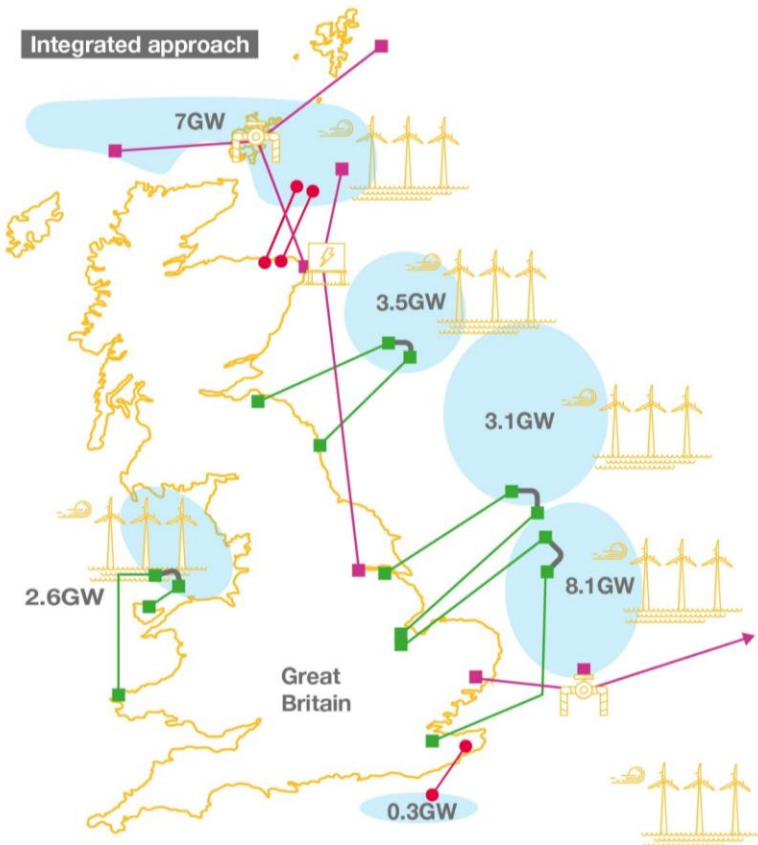 Integrated approach
7GW
3.5GW
3.1GW
8.1GW
2.6GW
Great
Britain
0.3GW